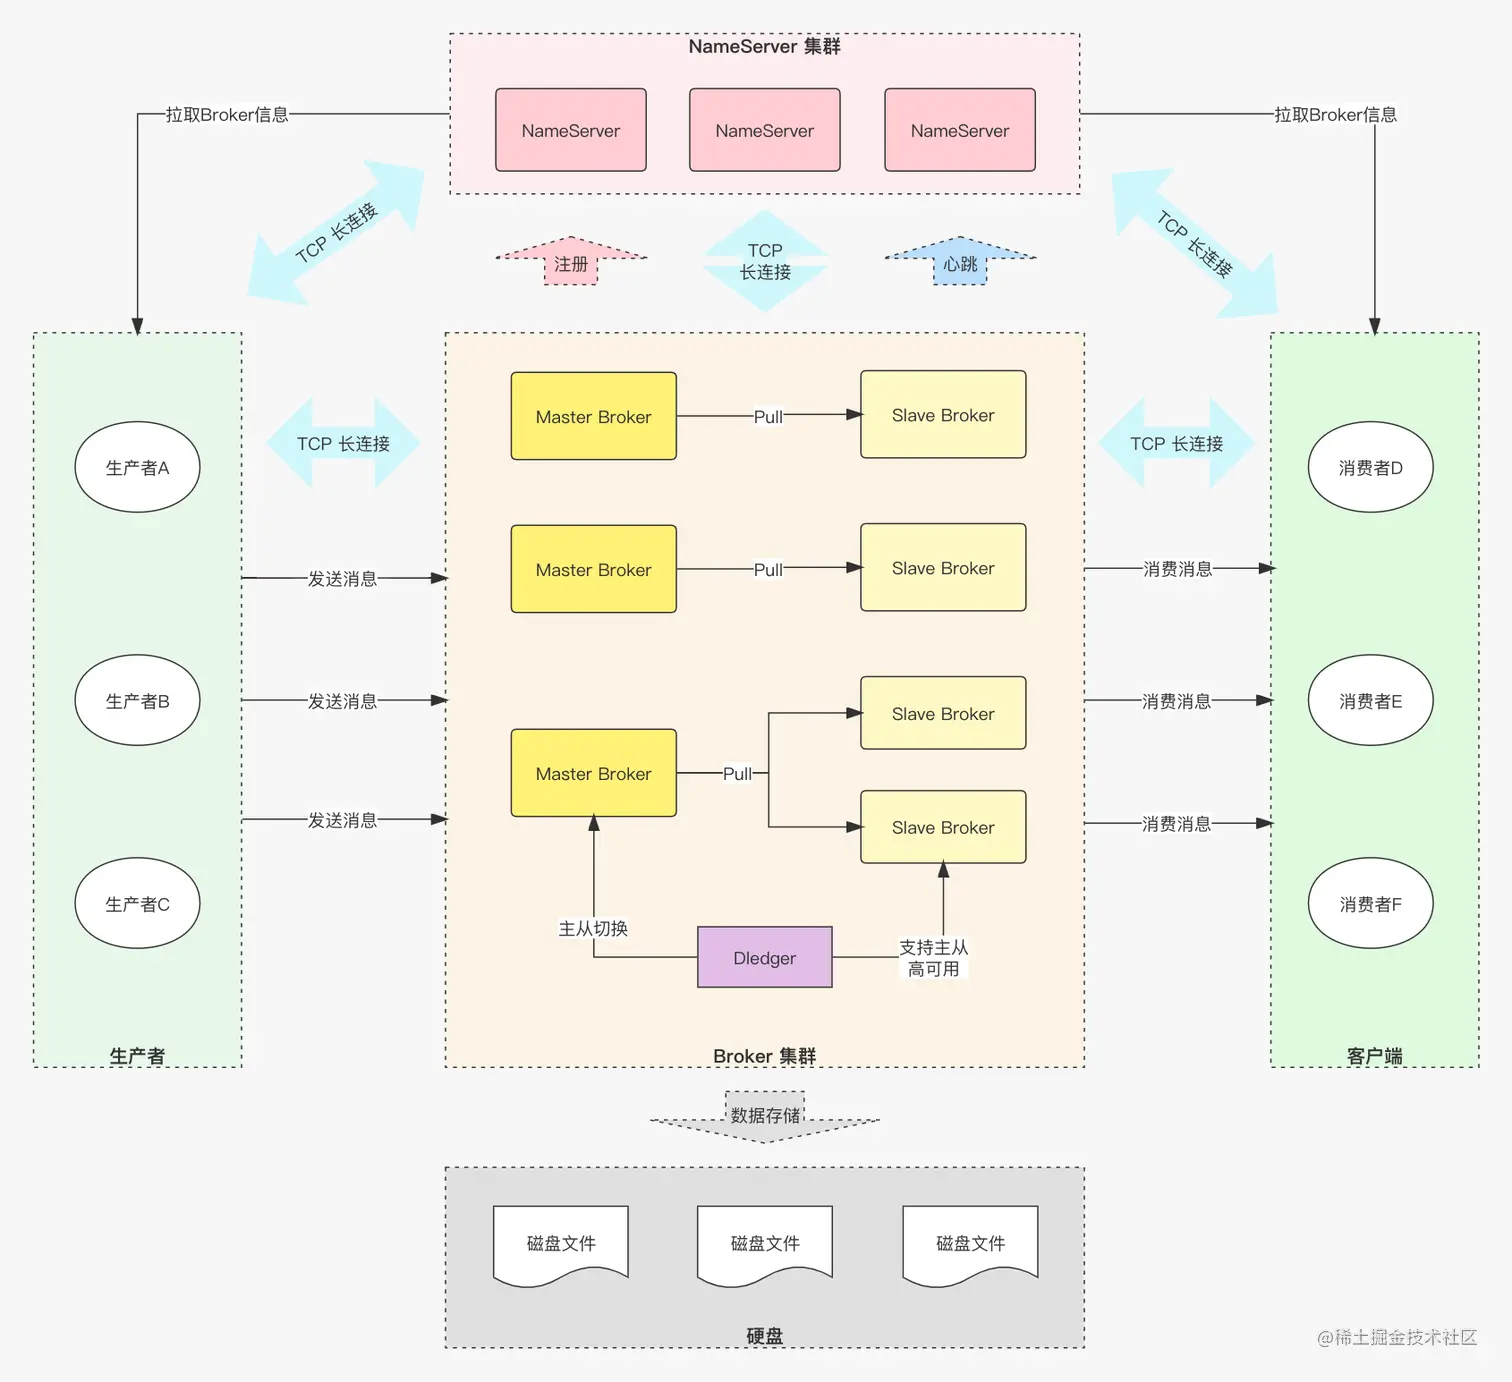 NameServer 集群
拉取Broker信息
NameServer
NameServer
NameServer
拉取Broker信息
TCP 长连接
注册
TCP
长连接
心跳
TCP 长连接
Master Broker
Pull
Slave Broker
TCP 长连接
TCP 长连接
生产者A
消费者D
Master Broker
Pull
Slave Broker
发送消息
消费消息
生产者B
发送消息
Slave Broker
消费消息
消费者E
Master Broker
Pull
发送消息
Slave Broker
消费消息
生产者C
消费者F
主从切换
Dledger
支持主从
高可用
生产者
Broker 集群
客户端
数据存储
磁盘文件
磁盘文件
磁盘文件
硬盘
@稀土掘金技术社区